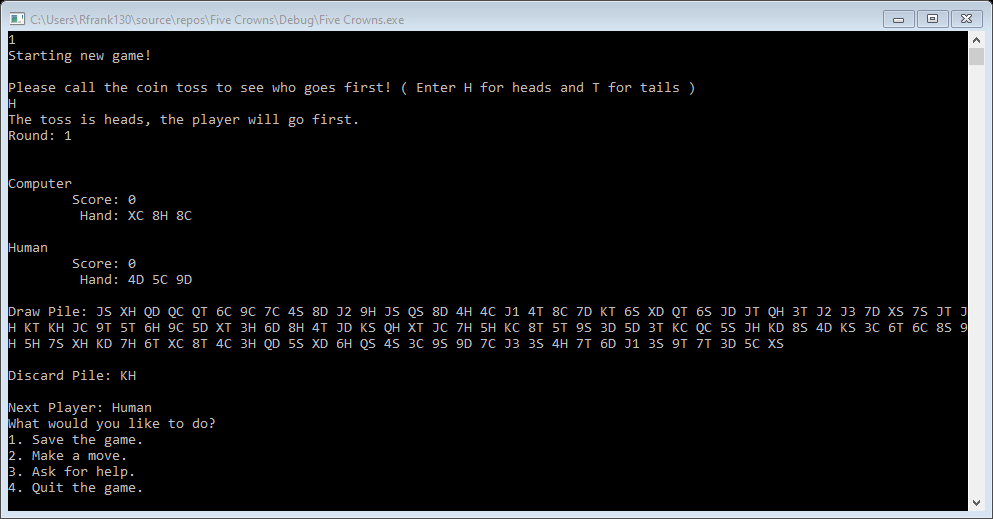 C:\Users\Rfrank130\source\repos\Five Crowns\Debug\Five Crowns.exe
1
Starting new game!
Please call the coin toss to see who goes first! ( Enter H for heads and T for tails )
H
The toss is heads, the player will go first.
Round: 1
Computer
Score: 0
Hand: XC 8H 8C
Human
Score: 0
Hand: 4D 5C 9D
Draw Pile: JS XH QD QC QT 6C 9C 7C 4S 8D J2 9H JS QS 8D 4H 4C J1 4T 8C 7D KT 6S XD QT 6S JD JT QH 3T J2 J3 7D XS 7S JT J
H KT KH JC 9T 5T 6H 9C 5D XT 3H 6D 8H 4T JD KS QH XT JC 7H 5H KC 8T 5T 9S 3D 5D 3T KC QC 5S JH KD 8S 4D KS 3C 6T 6C 8S 9
H 5H 7S XH KD 7H 6T XC 8T 4C 3H QD 5S XD 6H QS 4S 3C 9S 9D 7C J3 3S 4H 7T 6D J1 3S 9T 7T 3D 5C XS
Discard Pile: KH
Next Player: Human
What would you like to do?
1. Save the game.
2. Make a move.
3. Ask for help.
4. Quit the game.